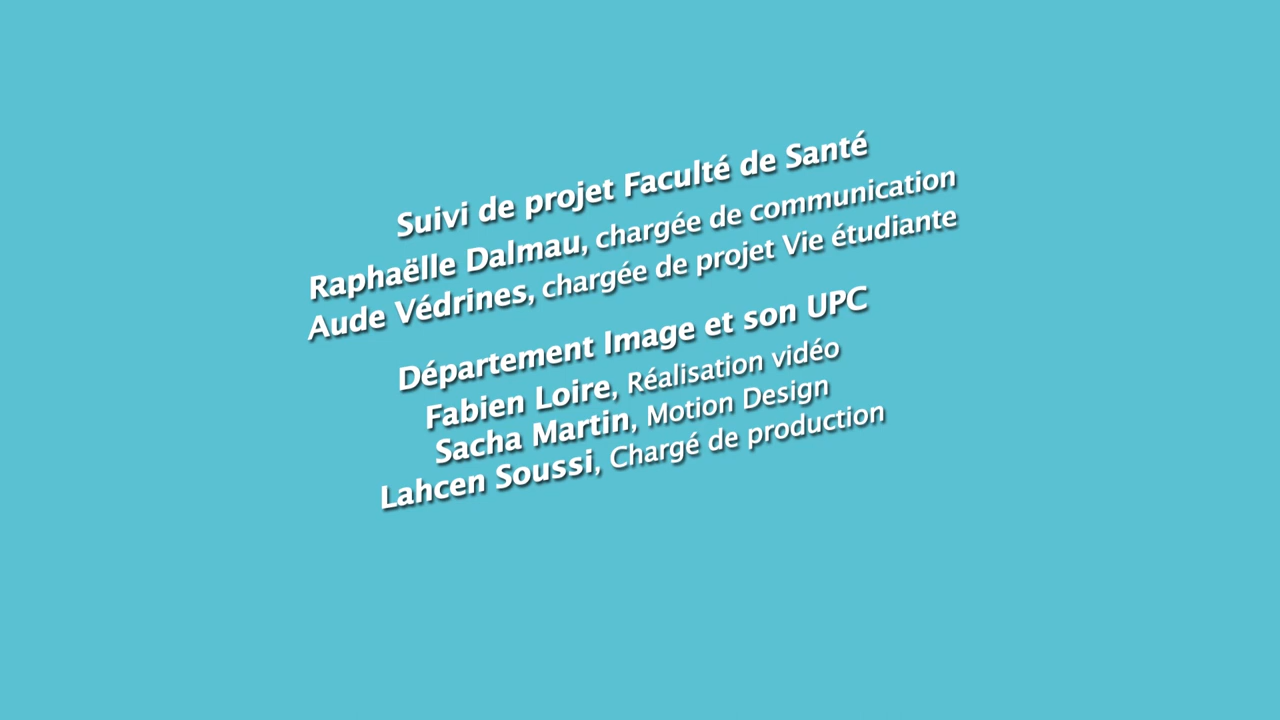 Suivi de projet Faculté de Santé
Raphaëlle Dalmau, chargée de communication
Aude Védrines, chargée de projet Vie étudiante
Département Image et son UPC
Fabien Loire, Réalisation vidéo
Sacha Martin, Motion Design
Lahcen Soussi, Chargé de production